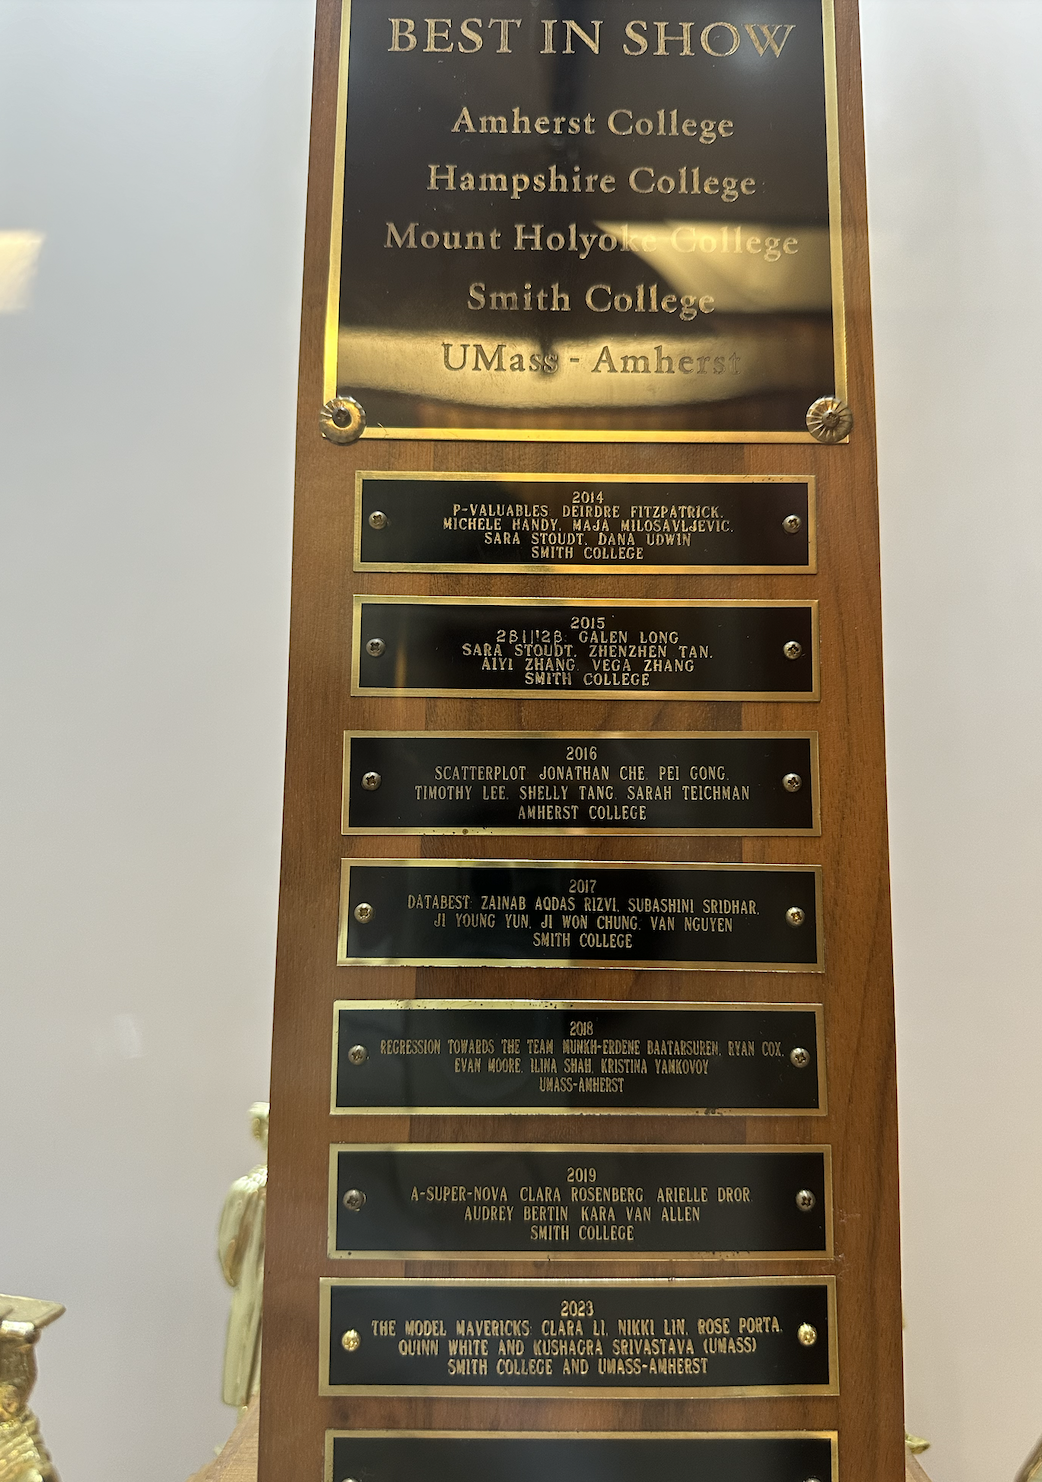 BEST IN SHOW
Amherst College
Hampshire College
Mount Holyoke College
Smith College
UMass - Amherst
2014
P-VALUABLES DEIRDRE FITZPATRICK,
MICHELE HANDY, MAJA MILOSAVLJEVIC,
SARA STOUDT, DANA UDWIN
SMITH COLLEGE
2015
GALEN LONG
SARA STOUDT, ZHENZHEN TAN,
AIYI ZHANG, VEGA ZHANG
SMITH COLLEGE
2016
SCATTERPLOT: JONATHAN CHE, PEI GONG,
TIMOTHY LEE, SHELLY TANG, SARAH TEICHMAN
AMHERST COLLEGE
2017
DATABEST: ZAINAB AQDAS RIZVI, SUBASHINI SRIDHAR,
JI YOUNG YUN, JI WON CHUNG, VAN NGUYEN
SMITH COLLEGE
2018
REGRESSION TOWARDS THE TEAM MUNKH-ERDENE BAATARSUREN, RYAN COX,
EVAN MOORE, ILINA SHAH, KRISTINA YAMKOVOY
UMASS-AMHERST
2019
A-SUPER-NOVA CLARA ROSENBERG, ARIELLE DROR,
AUDREY BERTIN KARA VAN ALLEN
SMITH COLLEGE
2023
THE MODEL MAVERICKS: CLARA LI, NIKKI LIN, ROSE PORTA,
QUINN WHITE AND KUSHAGRA SRIVASTAVA (UMASS)
SMITH COLLEGE AND UMASS-AMHERST